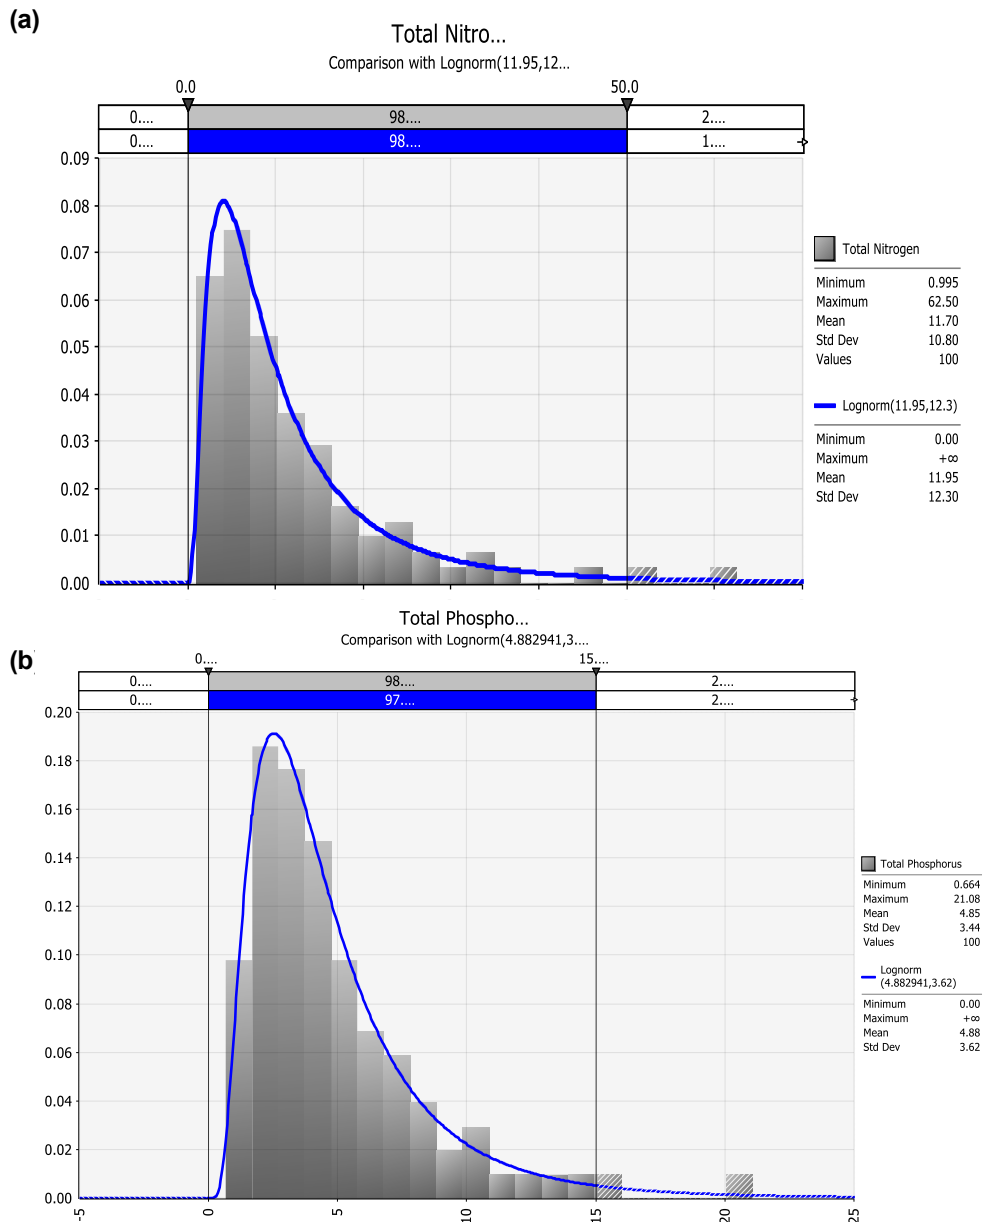 (a)
Total Nitro...
Comparison with Lognorm(11.95,12...
0.0 50.0
0.... 98.... 2....
0.... 98.... 1....
0.09
0.08
0.07
0.06
0.05
0.04
0.03
0.02
0.01
0.00
Total Nitrogen
Minimum 0.995
Maximum 62.50
Mean 11.70
Std Dev 10.80
Values 100
Lognorm(11.95,12.3)
Minimum 0.00
Maximum +∞
Mean 11.95
Std Dev 12.30
(b)
Total Phospho...
Comparison with Lognorm(4.882941,3....
0.... 15....
0.... 98.... 2....
0.... 97.... 2....
0.20
0.18
0.16
0.14
0.12
0.10
0.08
0.06
0.04
0.02
0.00
-5 0 5 10 15 20 25
Total Phosphorus
Minimum 0.664
Maximum 21.08
Mean 4.85
Std Dev 3.44
Values 100
Lognorm
(4.882941,3.62)
Minimum 0.00
Maximum +∞
Mean 4.88
Std Dev 3.62